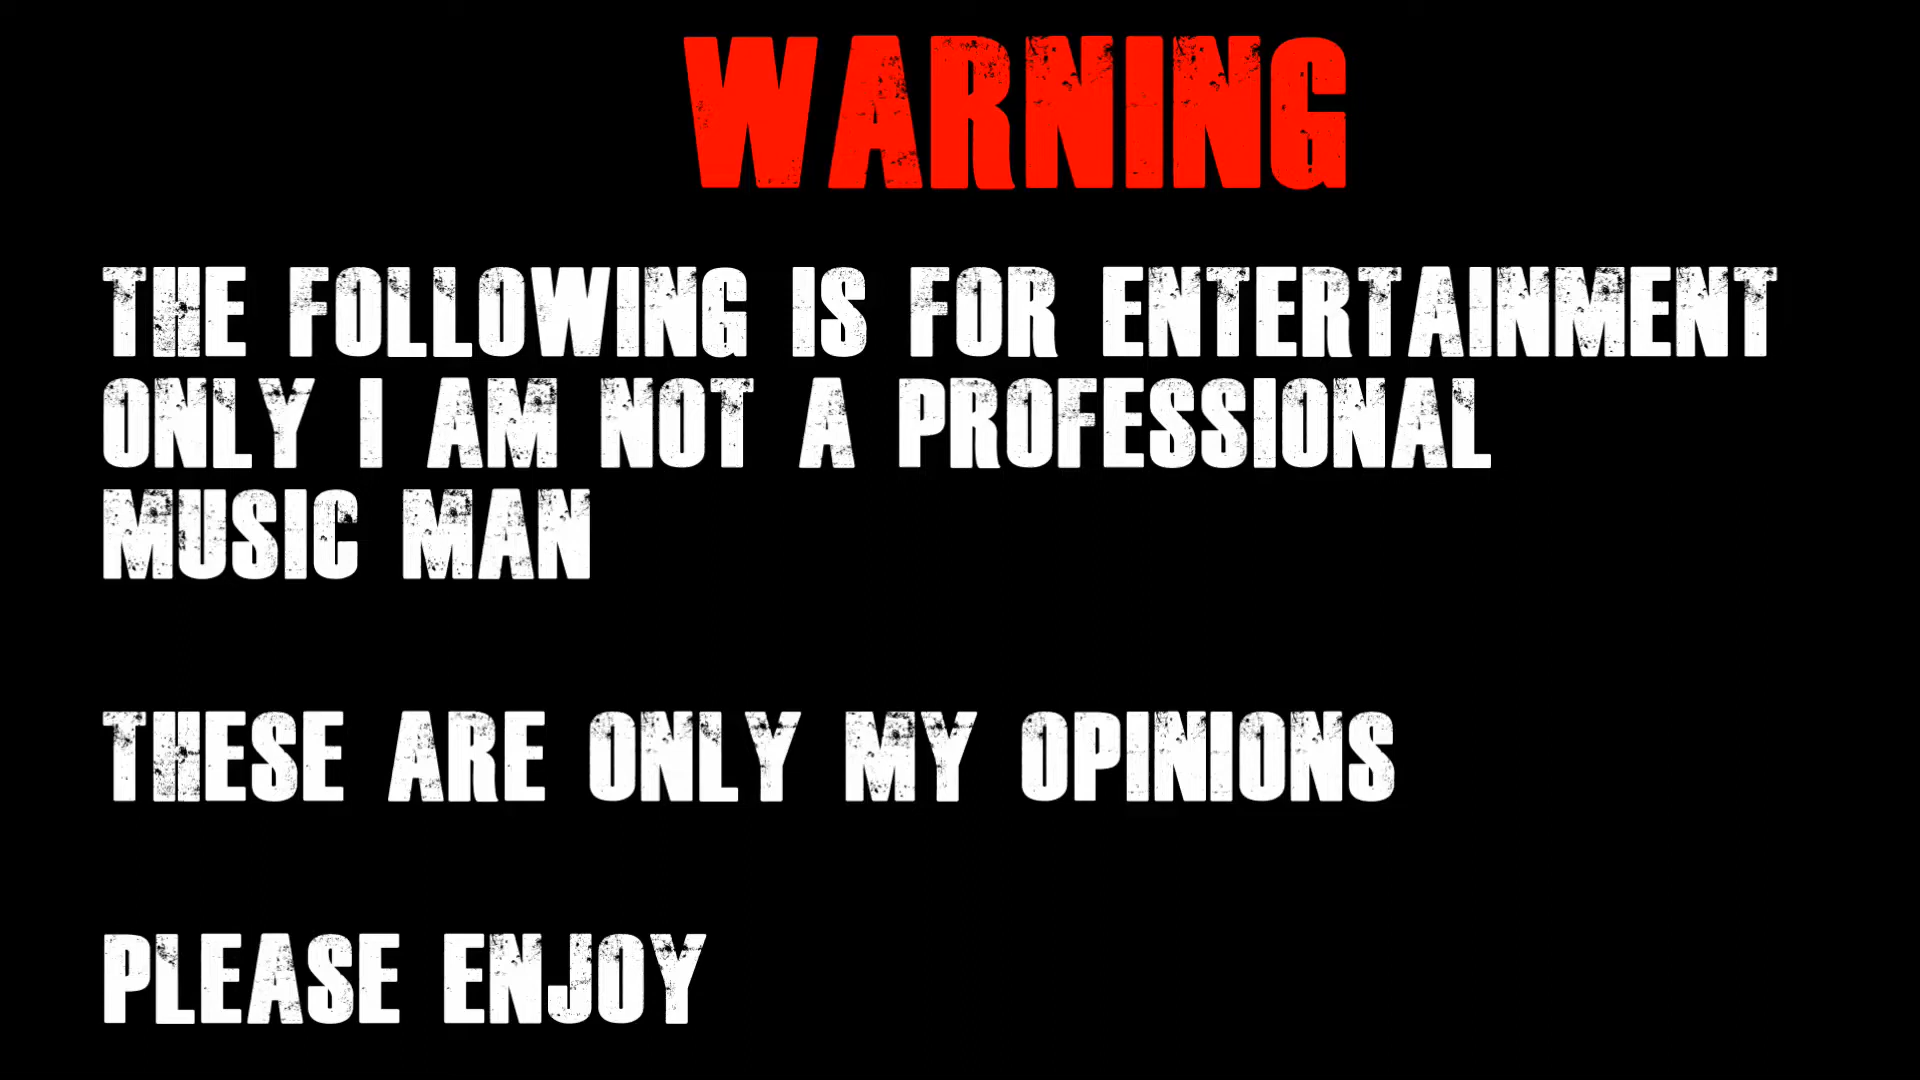 WARNING
THE FOLLOWING IS FOR ENTERTAINMENT
ONLY I AM NOT A PROFESSIONAL
MUSIC MAN
THESE ARE ONLY MY OPINIONS
PLEASE ENJOY